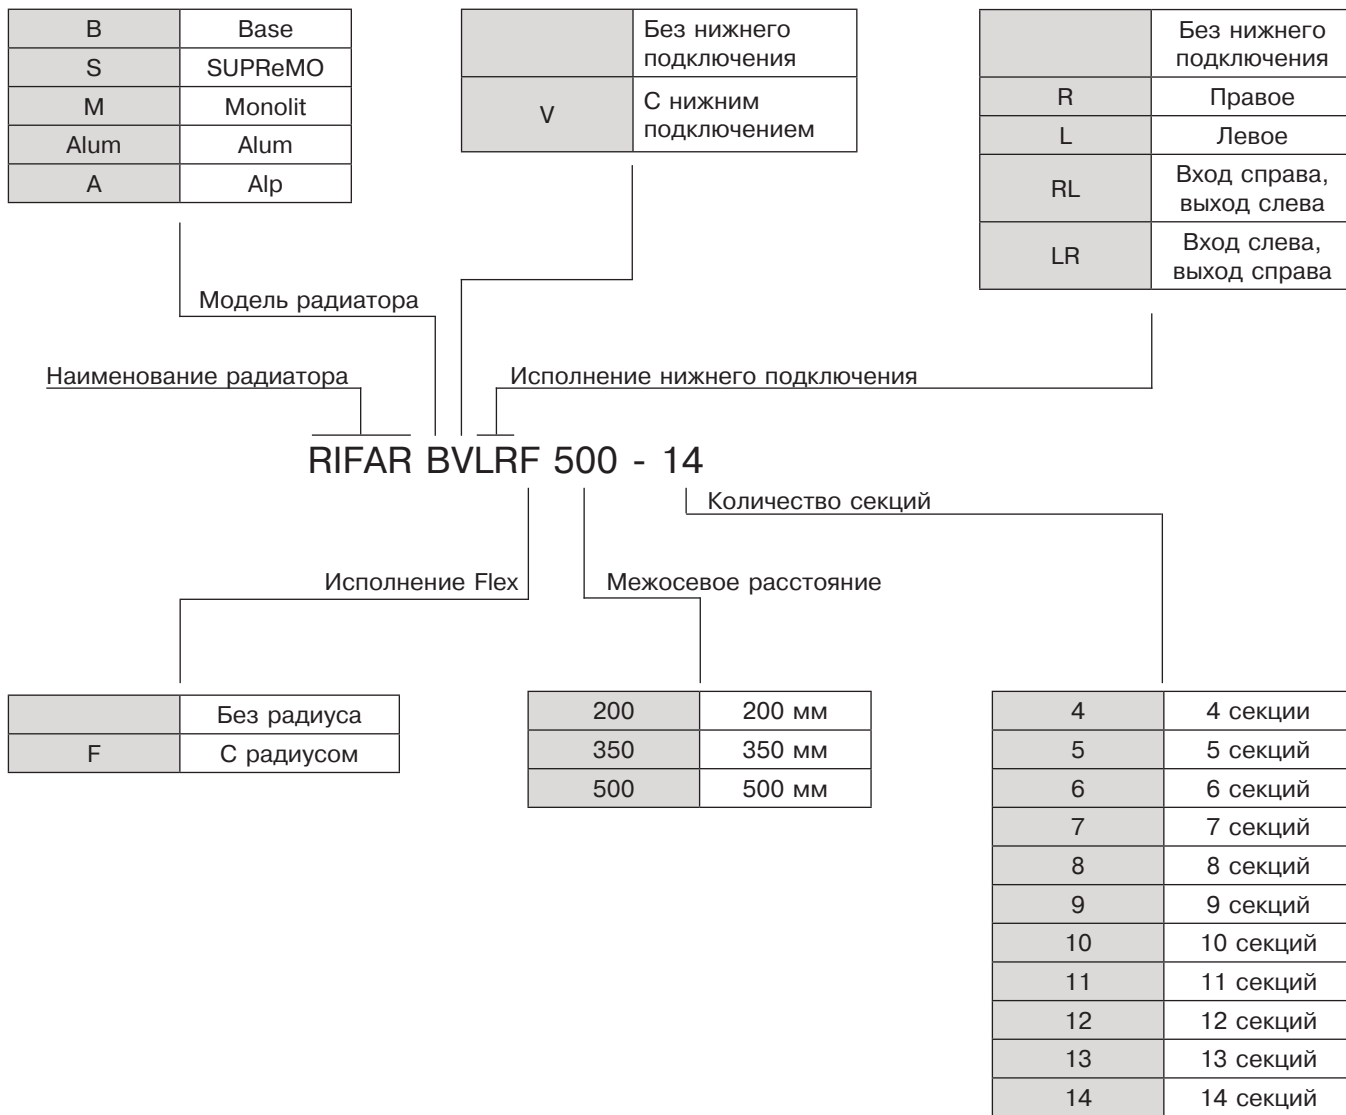 B Base
S SUPReMO
M Monolit
Alum Alum
A Alp
Без нижнего
подключения
V С нижним
подключением
Без нижнего
подключения
R Правое
L Левое
RL Вход справа,
выход слева
LR Вход слева,
выход справа
Модель радиатора
Наименование радиатора
Исполнение нижнего подключения
RIFAR BVLRF 500 - 14
Количество секций
Исполнение Flex
Межосевое расстояние
Без радиуса
F С радиусом
200 200 мм
350 350 мм
500 500 мм
4 4 секции
5 5 секций
6 6 секций
7 7 секций
8 8 секций
9 9 секций
10 10 секций
11 11 секций
12 12 секций
13 13 секций
14 14 секций